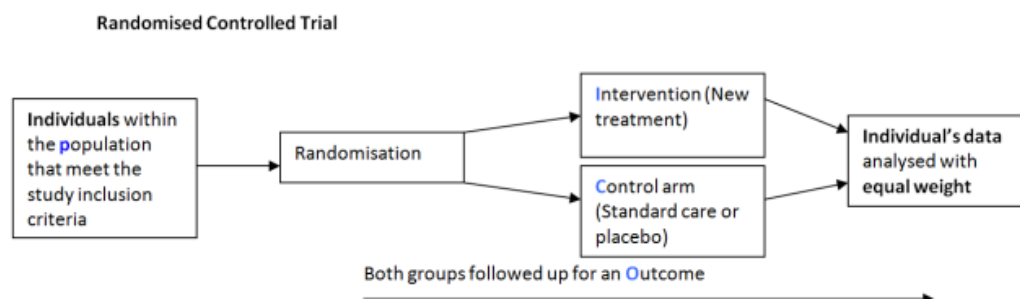 Randomised Controlled Trial
Individuals within
the population
that meet the
study inclusion
criteria
Randomisation
Intervention (New
treatment)
Control arm
(Standard care or
placebo)
Individual's data
analysed with
equal weight
Both groups followed up for an Outcome